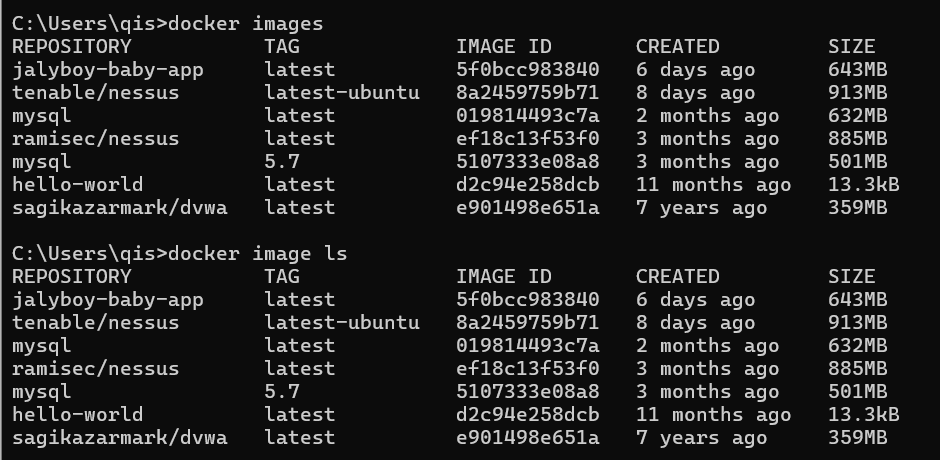 C:\Users\qis>docker images
REPOSITORY           TAG             IMAGE ID       CREATED         SIZE
jalyboy-baby-app     latest          5f0bcc983840   6 days ago      643MB
tenable/nessus       latest-ubuntu   8a2459759b71   8 days ago      913MB
mysql                latest          019814493c7a   2 months ago    632MB
ramisec/nessus       latest          ef18c13f53f0   3 months ago    885MB
mysql                5.7             5107333e08a8   3 months ago    501MB
hello-world          latest          d2c94e258dcb   11 months ago   13.3kB
sagikazarmark/dvwa   latest          e901498e651a   7 years ago     359MB

C:\Users\qis>docker image ls
REPOSITORY           TAG             IMAGE ID       CREATED         SIZE
jalyboy-baby-app     latest          5f0bcc983840   6 days ago      643MB
tenable/nessus       latest-ubuntu   8a2459759b71   8 days ago      913MB
mysql                latest          019814493c7a   2 months ago    632MB
ramisec/nessus       latest          ef18c13f53f0   3 months ago    885MB
mysql                5.7             5107333e08a8   3 months ago    501MB
hello-world          latest          d2c94e258dcb   11 months ago   13.3kB
sagikazarmark/dvwa   latest          e901498e651a   7 years ago     359MB